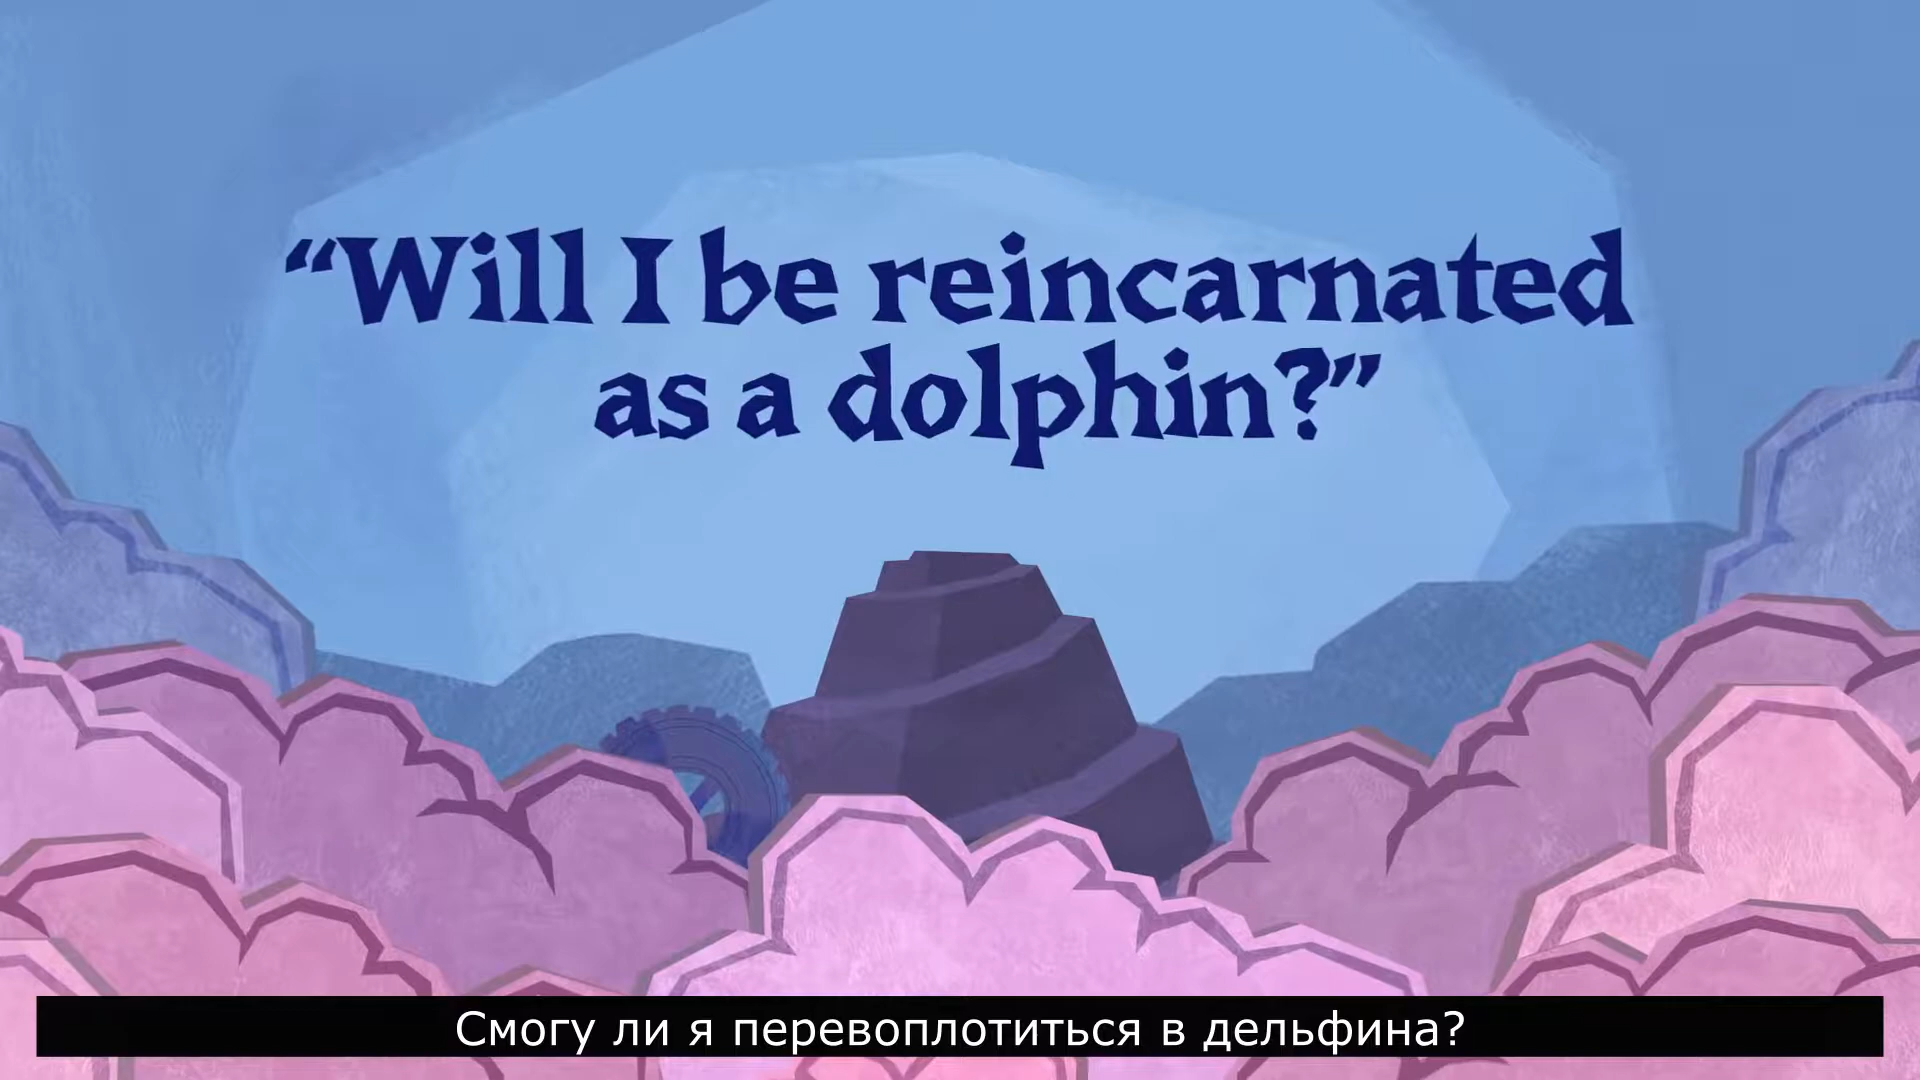 “Will I be reincarnated
as a dolphin?”
Смогу ли я перевоплотиться в дельфина?